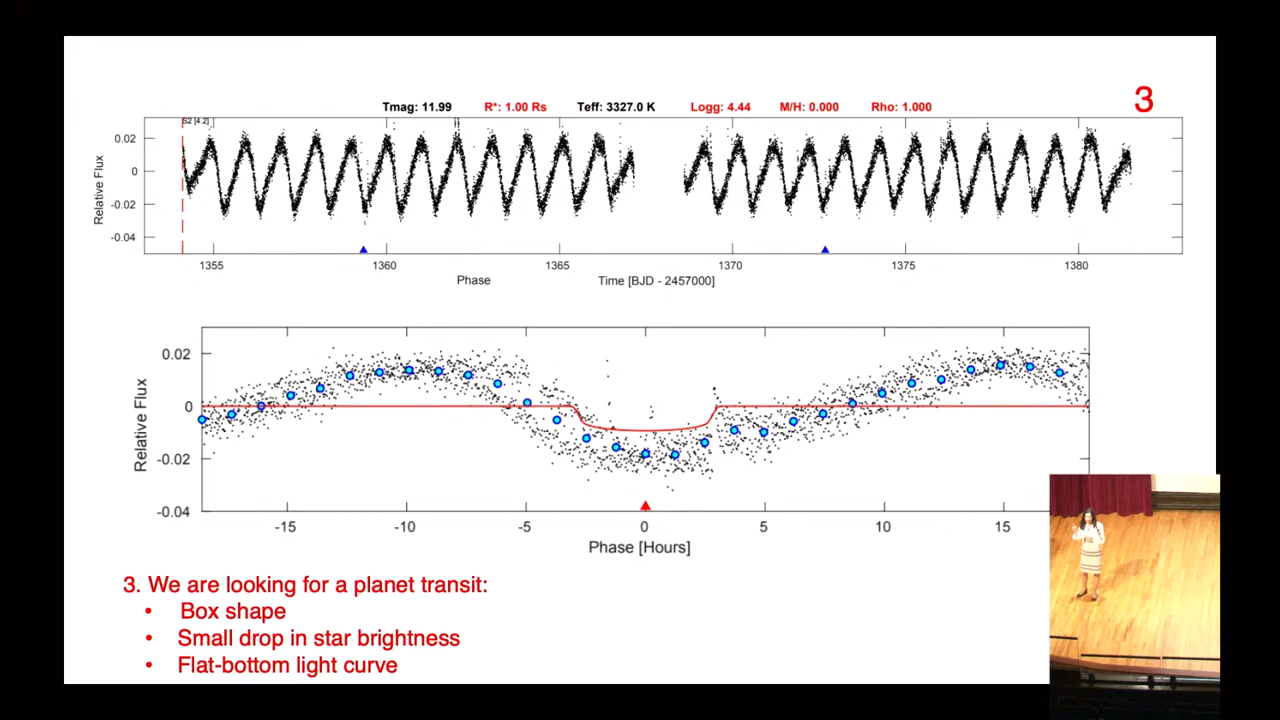 3
Tmag: 11.99 R*: 1.00 Rs Teff: 3327.0 K Logg: 4.44 M/H: 0.000 Rho: 1.000
S2 [4.2]
Relative Flux
0.02
0
-0.02
-0.04
1355 1360 1365 1370 1375 1380
Phase Time [BJD - 2457000]
Relative Flux
0.02
0
-0.02
-0.04
-15 -10 -5 0 5 10 15
Phase [Hours]
3. We are looking for a planet transit:
• Box shape
• Small drop in star brightness
• Flat-bottom light curve